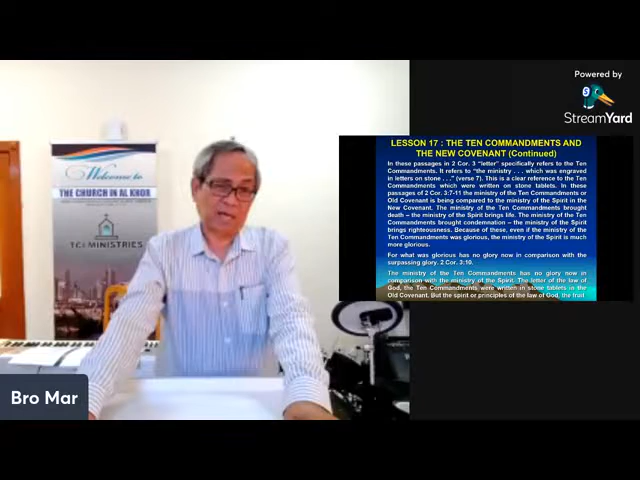 Powered by
StreamYard
Welcome to
THE CHURCH IN AL KHOR
TCI MINISTRIES
Bro Mar
LESSON 17 : THE TEN COMMANDMENTS AND
THE NEW COVENANT (Continued)
In these passages in 2 Cor. 3 "letter" specifically refers to the Ten
Commandments. It refers to "the ministry . . . which was engraved
in letters on stone . . ." (verse 7). This is a clear reference to the Ten
Commandments which were written on stone tablets. In these
passages of 2 Cor. 3:7-11 the ministry of the Ten Commandments or
Old Covenant is being compared to the ministry of the Spirit in the
New Covenant. The ministry of the Ten Commandments brought
death – the ministry of the Spirit brings life. The ministry of the Ten
Commandments brought condemnation – the ministry of the Spirit
brings righteousness. Because of these, even if the ministry of the
Ten Commandments was glorious, the ministry of the Spirit is much
more glorious.
For what was glorious has no glory now in comparison with the
surpassing glory. 2 Cor. 3:10.
The ministry of the Ten Commandments has no glory now in
comparison with the ministry of the Spirit. The letter of the law of
God, the Ten Commandments were written in stone tablets in the
Old Covenant. But the spirit or principles of the law of God, the